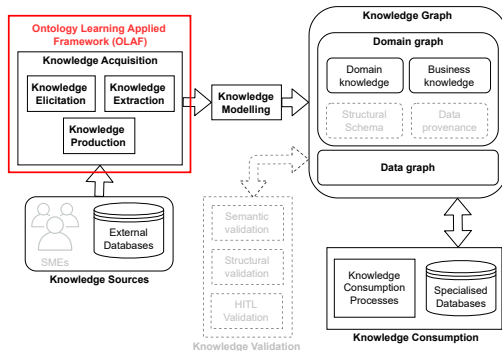 Ontology Learning Applied
Framework (OLAF)
Knowledge Acquisition
Knowledge
Elicitation
Knowledge
Extraction
Knowledge
Production
Knowledge
Modelling
Knowledge Graph
Domain graph
Domain
knowledge
Business
knowledge
Structural
Schema
Data
provenance
Data graph
SMEs
External
Databases
Knowledge Sources
Semantic
validation
Structural
validation
HITL
Validation
Knowledge Validation
Knowledge
Consumption
Processes
Specialised
Databases
Knowledge Consumption